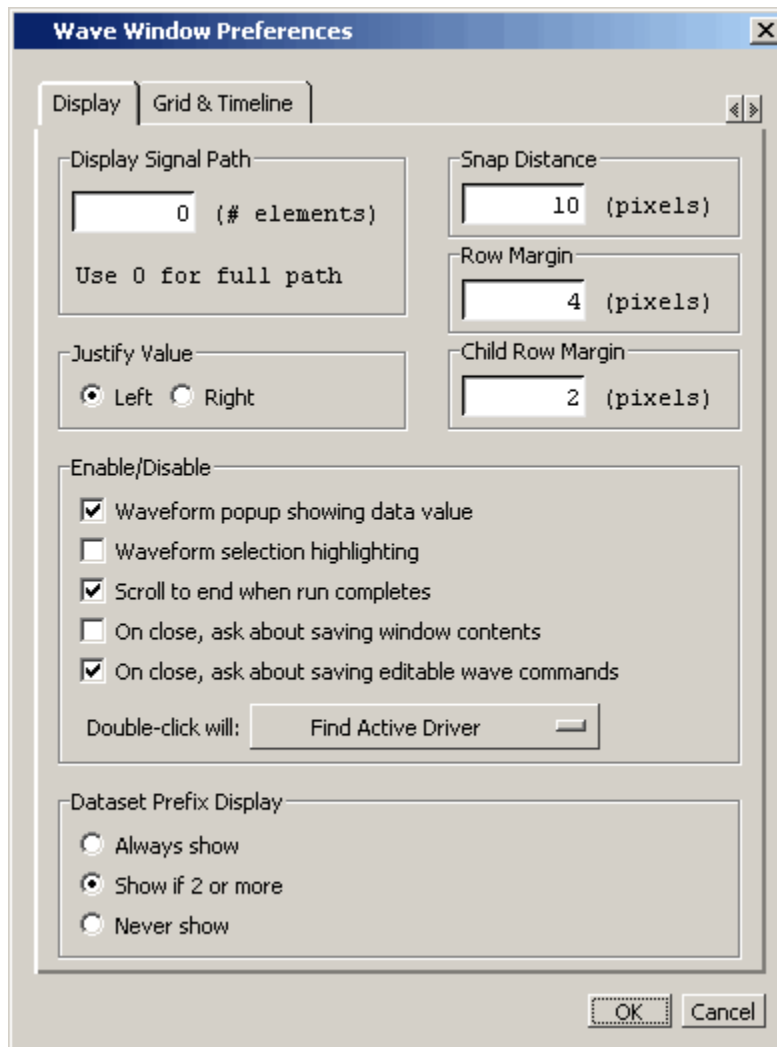 Wave Window Preferences
Display
Grid & Timeline
Display Signal Path
0 (# elements)
Use 0 for full path
Snap Distance
10 (pixels)
Row Margin
4 (pixels)
Justify Value
Left Right
Child Row Margin
2 (pixels)
Enable/Disable
Waveform popup showing data value
Waveform selection highlighting
Scroll to end when run completes
On close, ask about saving window contents
On close, ask about saving editable wave commands
Double-click will: Find Active Driver
Dataset Prefix Display
Always show
Show if 2 or more
Never show
OK Cancel